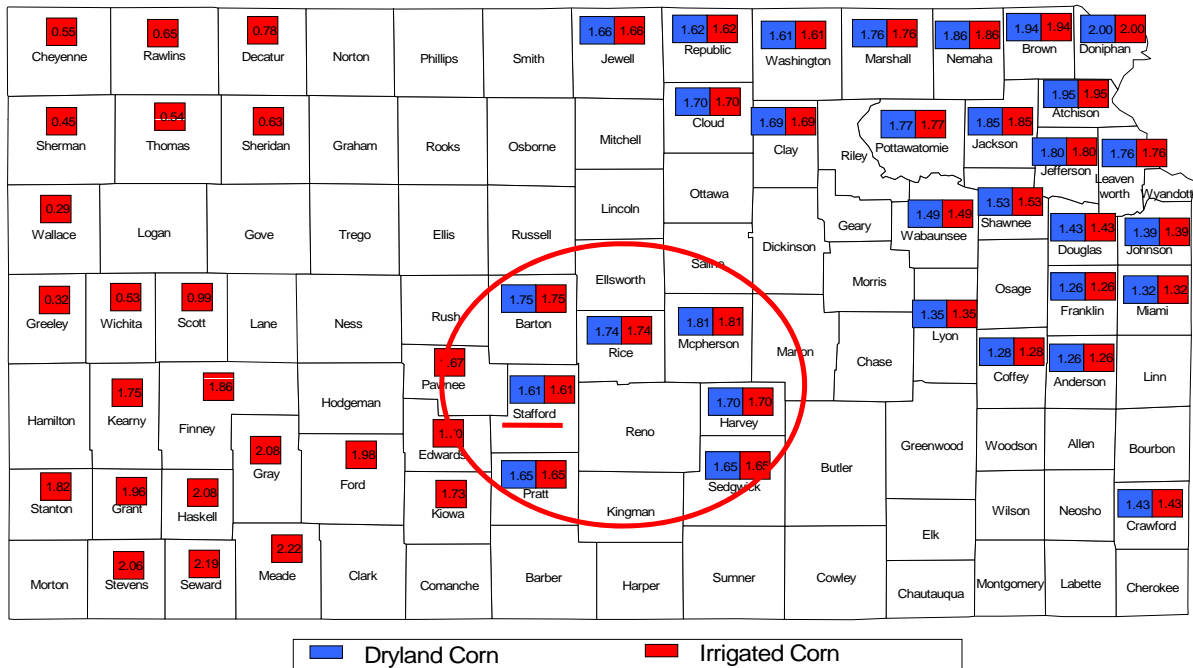 0.55 0.65 0.78 1.66 1.66 1.62 1.62 1.61 1.61 1.76 1.76 1.86 1.86 1.94 1.94 2.00 2.00
Cheyenne Rawlins Decatur Norton Phillips Smith Jewell Republic Washington Marshall Nemaha Brown Doniphan
1.70 1.70 1.95 1.95
0.45 0.54 0.63 Cloud 1.69 1.69 1.77 1.77 1.85 1.85 Atchison
Sherman Thomas Sheridan Graham Rooks Osborne Mitchell Clay Riley Pottawatomie Jackson 1.80 1.80 1.76 1.76
Jefferson Leaven
worth Wyandott
Ottawa
0.29 Lincoln 1.49 1.49 1.53 1.53
Wallace Logan Gove Trego Ellis Russell Geary Wabaunsee Shawnee 1.43 1.43 1.39 1.39
Dickinson Douglas Johnson
Ellsworth Saline
0.32 0.53 0.99 1.75 1.75 Morris Osage 1.26 1.26 1.32 1.32
Greeley Wichita Scott Lane Ness Rush Barton 1.74 1.74 1.81 1.81 1.35 1.35 Franklin Miami
Rice Mcpherson Marion Lyon
1.67 Chase 1.28 1.28 1.26 1.26
Pawnee Coffey Anderson Linn
1.75 1.86 1.61 1.61
Hamilton Kearny Finney Hodgeman Stafford 1.70 1.70
Reno Harvey
1.70
2.08 1.98 Edwards Greenwood Woodson Allen Bourbon
Gray Ford 1.65 1.65 1.65 1.65 Butler
1.82 1.96 2.08 1.73 Pratt Sedgwick 1.43 1.43
Stanton Grant Haskell Kiowa Kingman Wilson Neosho Crawford
Elk
2.06 2.19 2.22
Morton Stevens Seward Meade Clark Comanche Barber Harper Sumner Cowley Chautauqua Montgomery Labette Cherokee
Dryland Corn Irrigated Corn